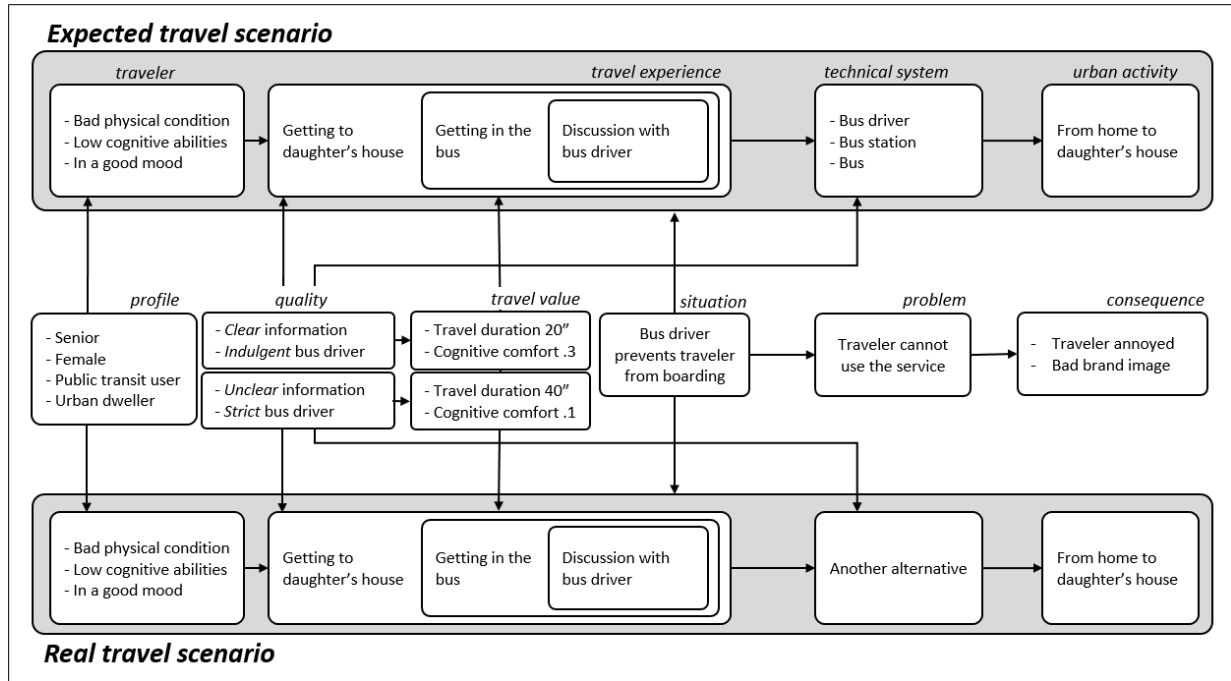 Expected travel scenario
traveler
travel experience
technical system
urban activity
- Bad physical condition
- Low cognitive abilities
- In a good mood
Getting to
daughter's house
Getting in the
bus
Discussion with
bus driver
- Bus driver
- Bus station
- Bus
From home to
daughter's house
profile
quality
travel value
situation
problem
consequence
- Senior
- Female
- Public transit user
- Urban dweller
- Clear information
- Indulgent bus driver
- Travel duration 20”
- Cognitive comfort .3
- Unclear information
- Strict bus driver
- Travel duration 40”
- Cognitive comfort .1
Bus driver
prevents traveler
from boarding
Traveler cannot
use the service
- Traveler annoyed
- Bad brand image
- Bad physical condition
- Low cognitive abilities
- In a good mood
Getting to
daughter's house
Getting in the
bus
Discussion with
bus driver
Another alternative
From home to
daughter's house
Real travel scenario